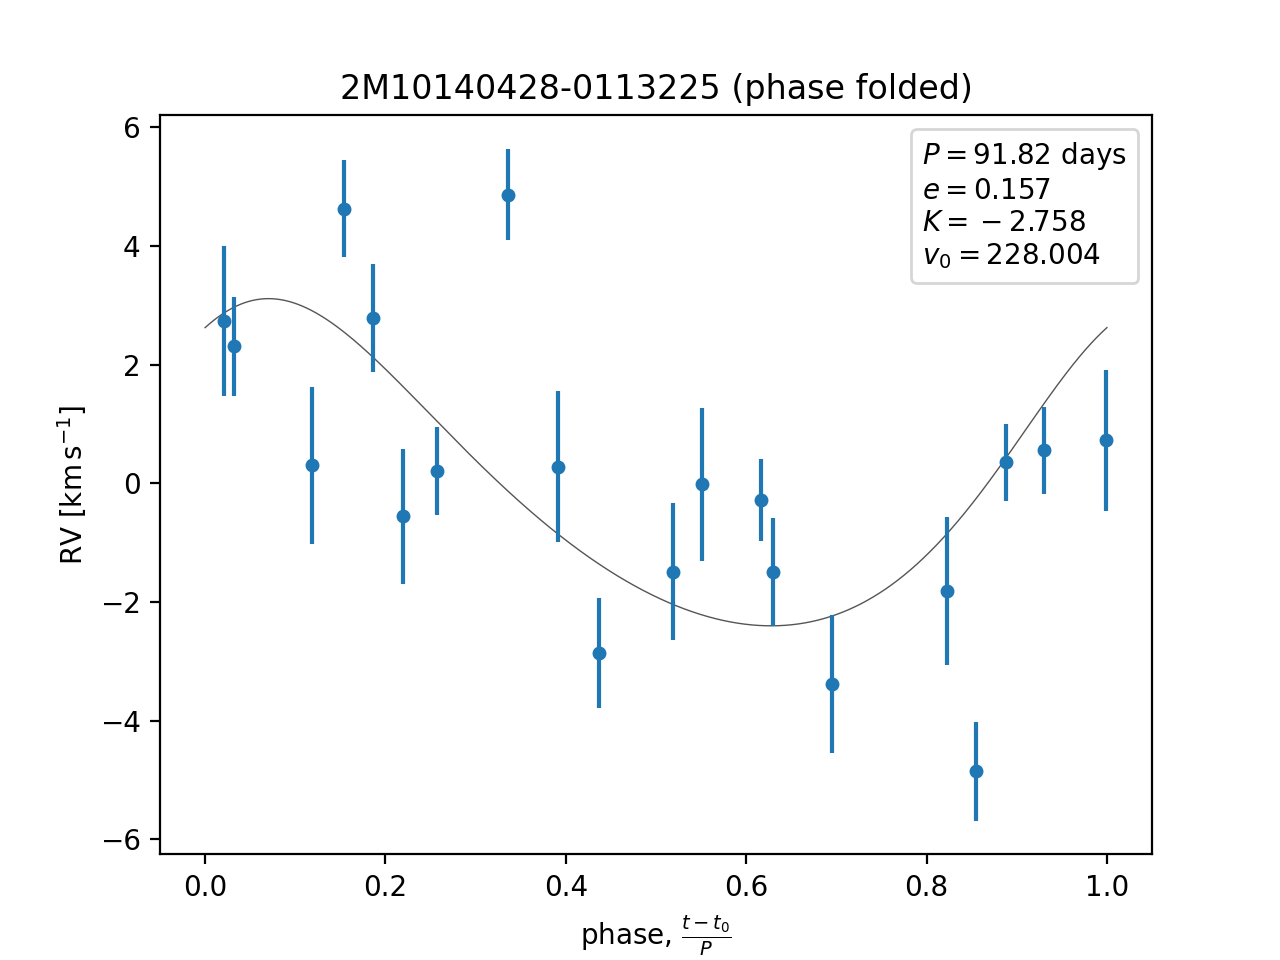 2M10140428-0113225 (phase folded)
P = 91.82 days
e = 0.157
K = −2.758
v₀ = 228.004
6
4
2
0
−2
−4
−6
RV [km s⁻¹]
0.0 0.2 0.4 0.6 0.8 1.0
phase, (t − t₀)/P